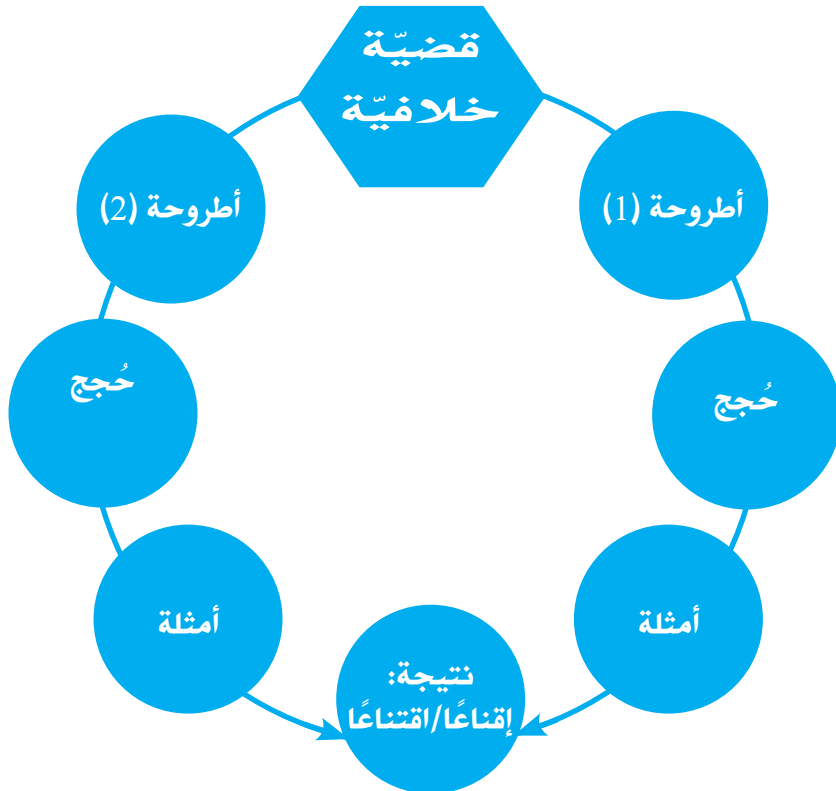 قضيّة
خلافيّة
أطروحة (1)
أطروحة (2)
حُجج
حُجج
أمثلة
أمثلة
نتيجة:
إقناعًا/اقتناعًا